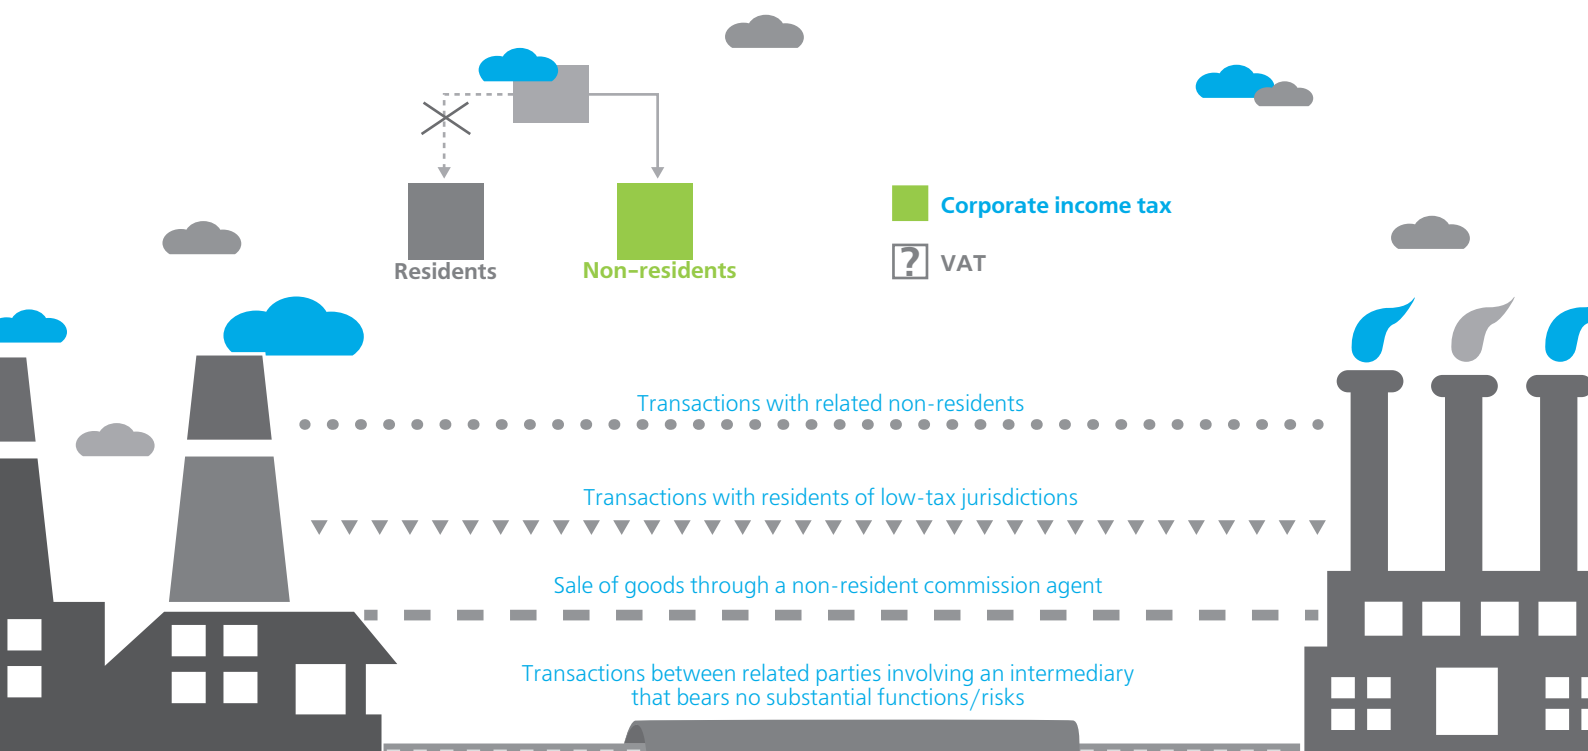 Residents
Non-residents
Corporate income tax
? VAT
Transactions with related non-residents
Transactions with residents of low-tax jurisdictions
Sale of goods through a non-resident commission agent
Transactions between related parties involving an intermediary
that bears no substantial functions/risks